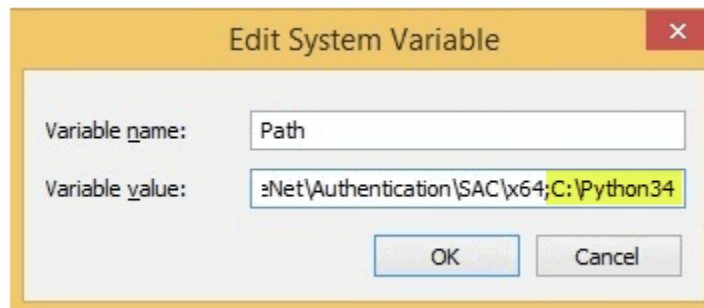 Edit System Variable
Variable name: Path
Variable value: eNet\Authentication\SAC\x64;C:\Python34
OK Cancel